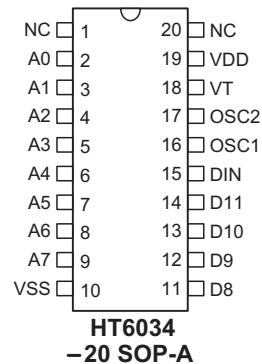 NC 1 20 NC
A0 2 19 VDD
A1 3 18 VT
A2 4 17 OSC2
A3 5 16 OSC1
A4 6 15 DIN
A5 7 14 D11
A6 8 13 D10
A7 9 12 D9
VSS 10 11 D8
HT6034
–20 SOP-A